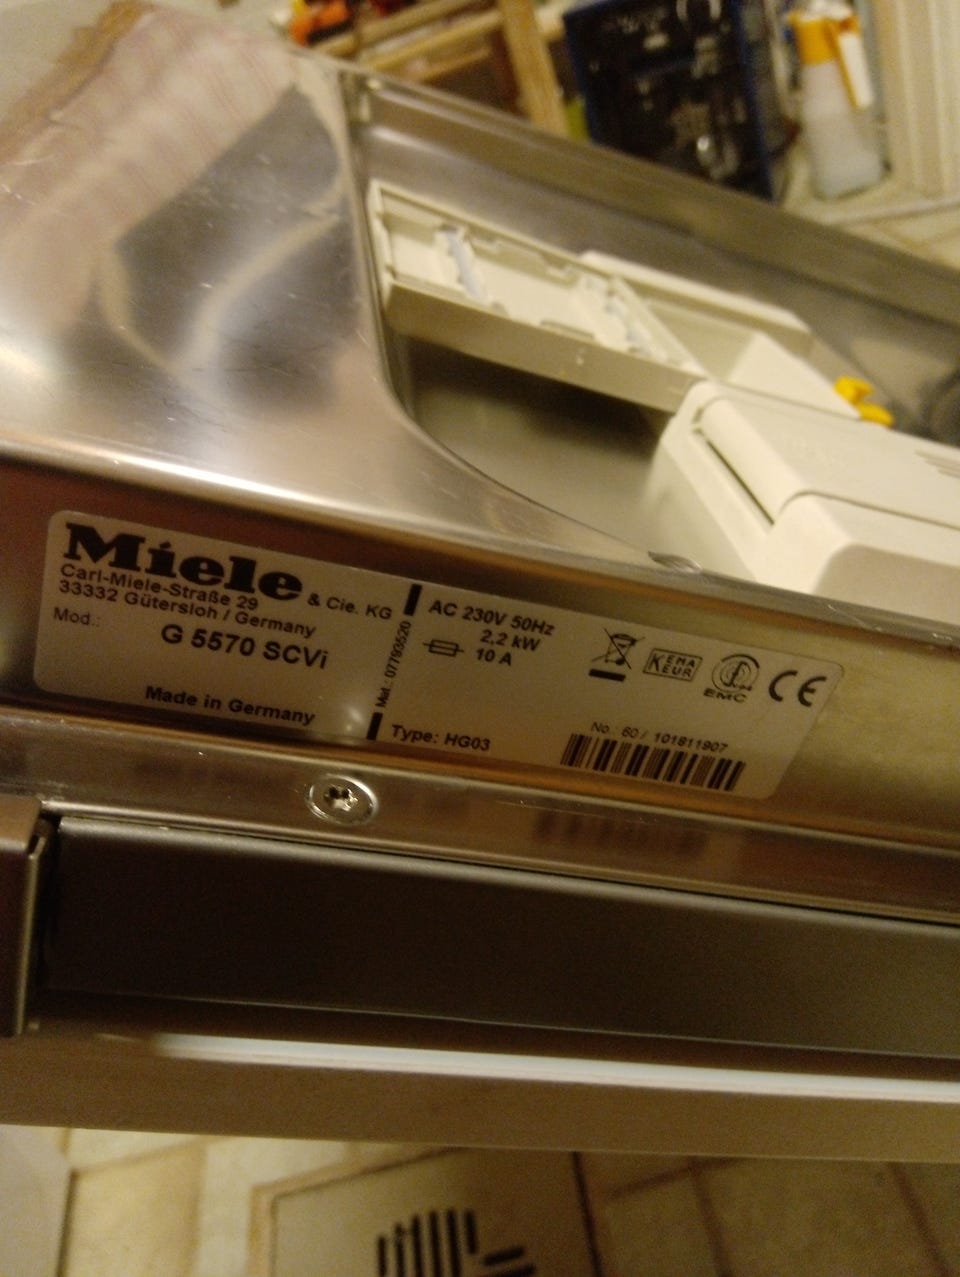 Miele & Cie. KG
Carl-Miele-Straße 29
33332 Gütersloh / Germany
Mod.:
G 5570 SCVi
Made in Germany
Mat.: 07793520
AC 230V 50Hz
2,2 kW
10 A
Type: HG03
KEMA
KEUR
EMC
CE
No.: 60 / 101811907